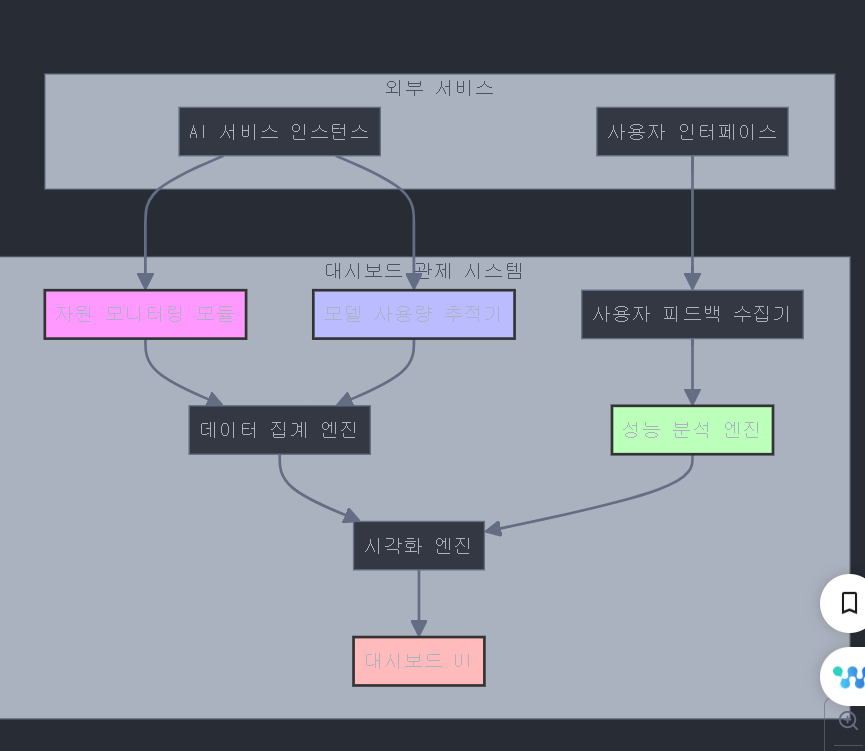 외부 서비스
AI 서비스 인스턴스
사용자 인터페이스
대시보드 관제 시스템
자원 모니터링 모듈
모델 사용량 추적기
사용자 피드백 수집기
데이터 집계 엔진
성능 분석 엔진
시각화 엔진
대시보드 UI